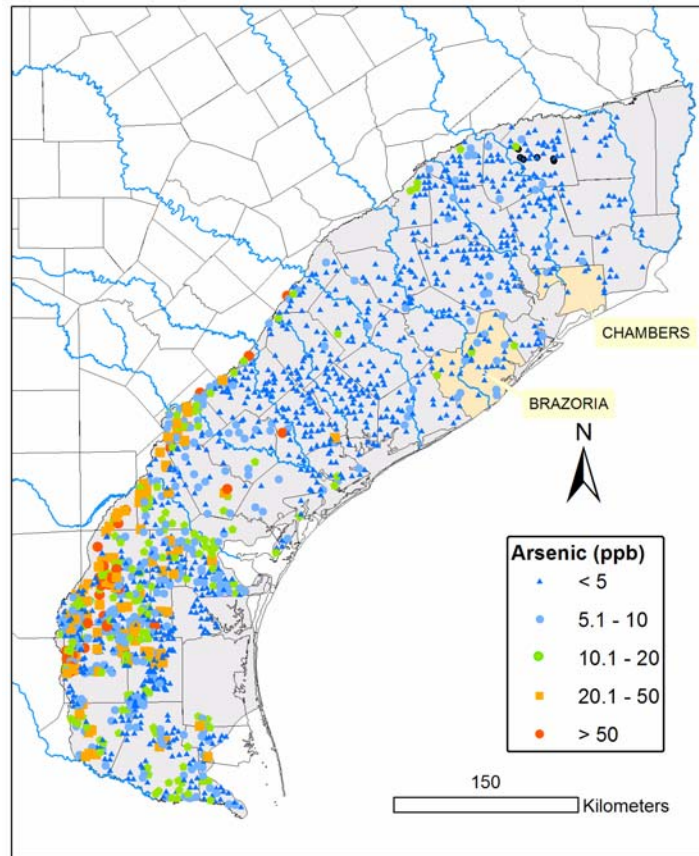 CHAMBERS
BRAZORIA
N
Arsenic (ppb)
< 5
5.1 - 10
10.1 - 20
20.1 - 50
> 50
150
Kilometers